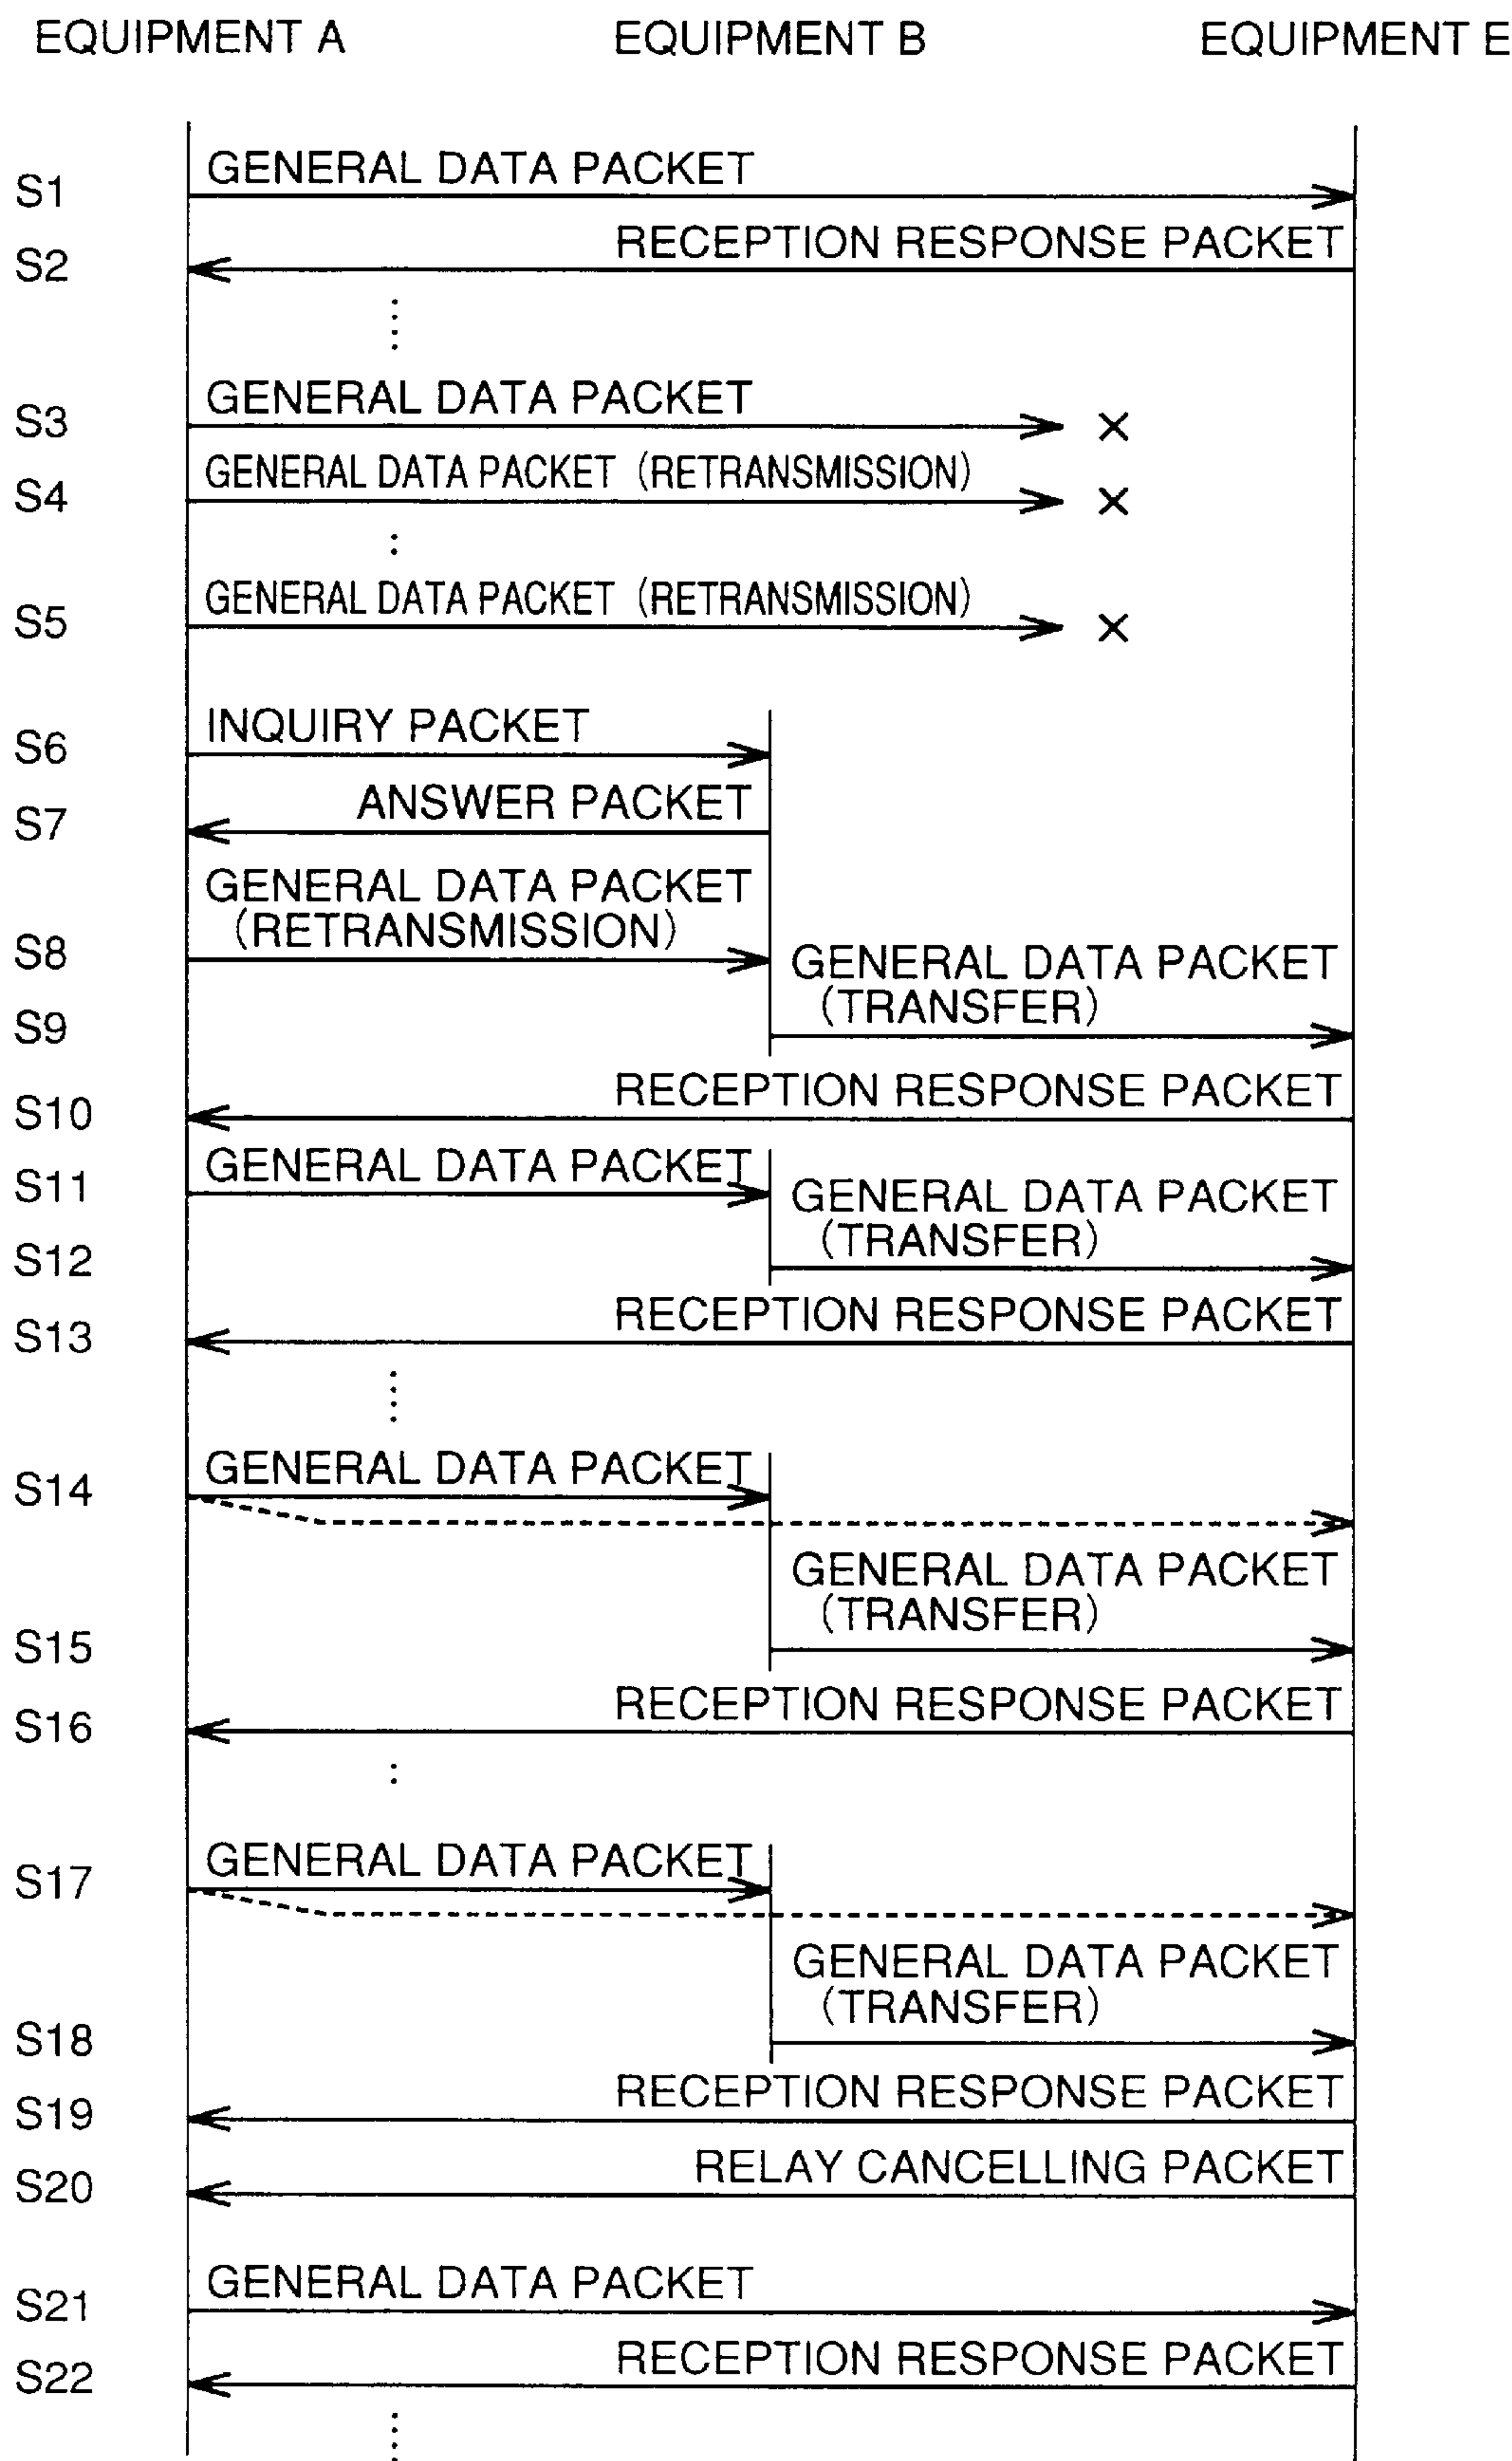 EQUIPMENT A EQUIPMENT B EQUIPMENT E
GENERAL DATA PACKET
S1
RECEPTION RESPONSE PACKET
S2
GENERAL DATA PACKET
S3 ×
GENERAL DATA PACKET (RETRANSMISSION)
S4 ×
GENERAL DATA PACKET (RETRANSMISSION)
S5 ×
INQUIRY PACKET
S6
ANSWER PACKET
S7
GENERAL DATA PACKET
(RETRANSMISSION)
S8
GENERAL DATA PACKET
(TRANSFER)
S9
RECEPTION RESPONSE PACKET
S10
GENERAL DATA PACKET
S11
GENERAL DATA PACKET
(TRANSFER)
S12
RECEPTION RESPONSE PACKET
S13
GENERAL DATA PACKET
S14
GENERAL DATA PACKET
(TRANSFER)
S15
RECEPTION RESPONSE PACKET
S16
GENERAL DATA PACKET
S17
GENERAL DATA PACKET
(TRANSFER)
S18
RECEPTION RESPONSE PACKET
S19
RELAY CANCELLING PACKET
S20
GENERAL DATA PACKET
S21
RECEPTION RESPONSE PACKET
S22